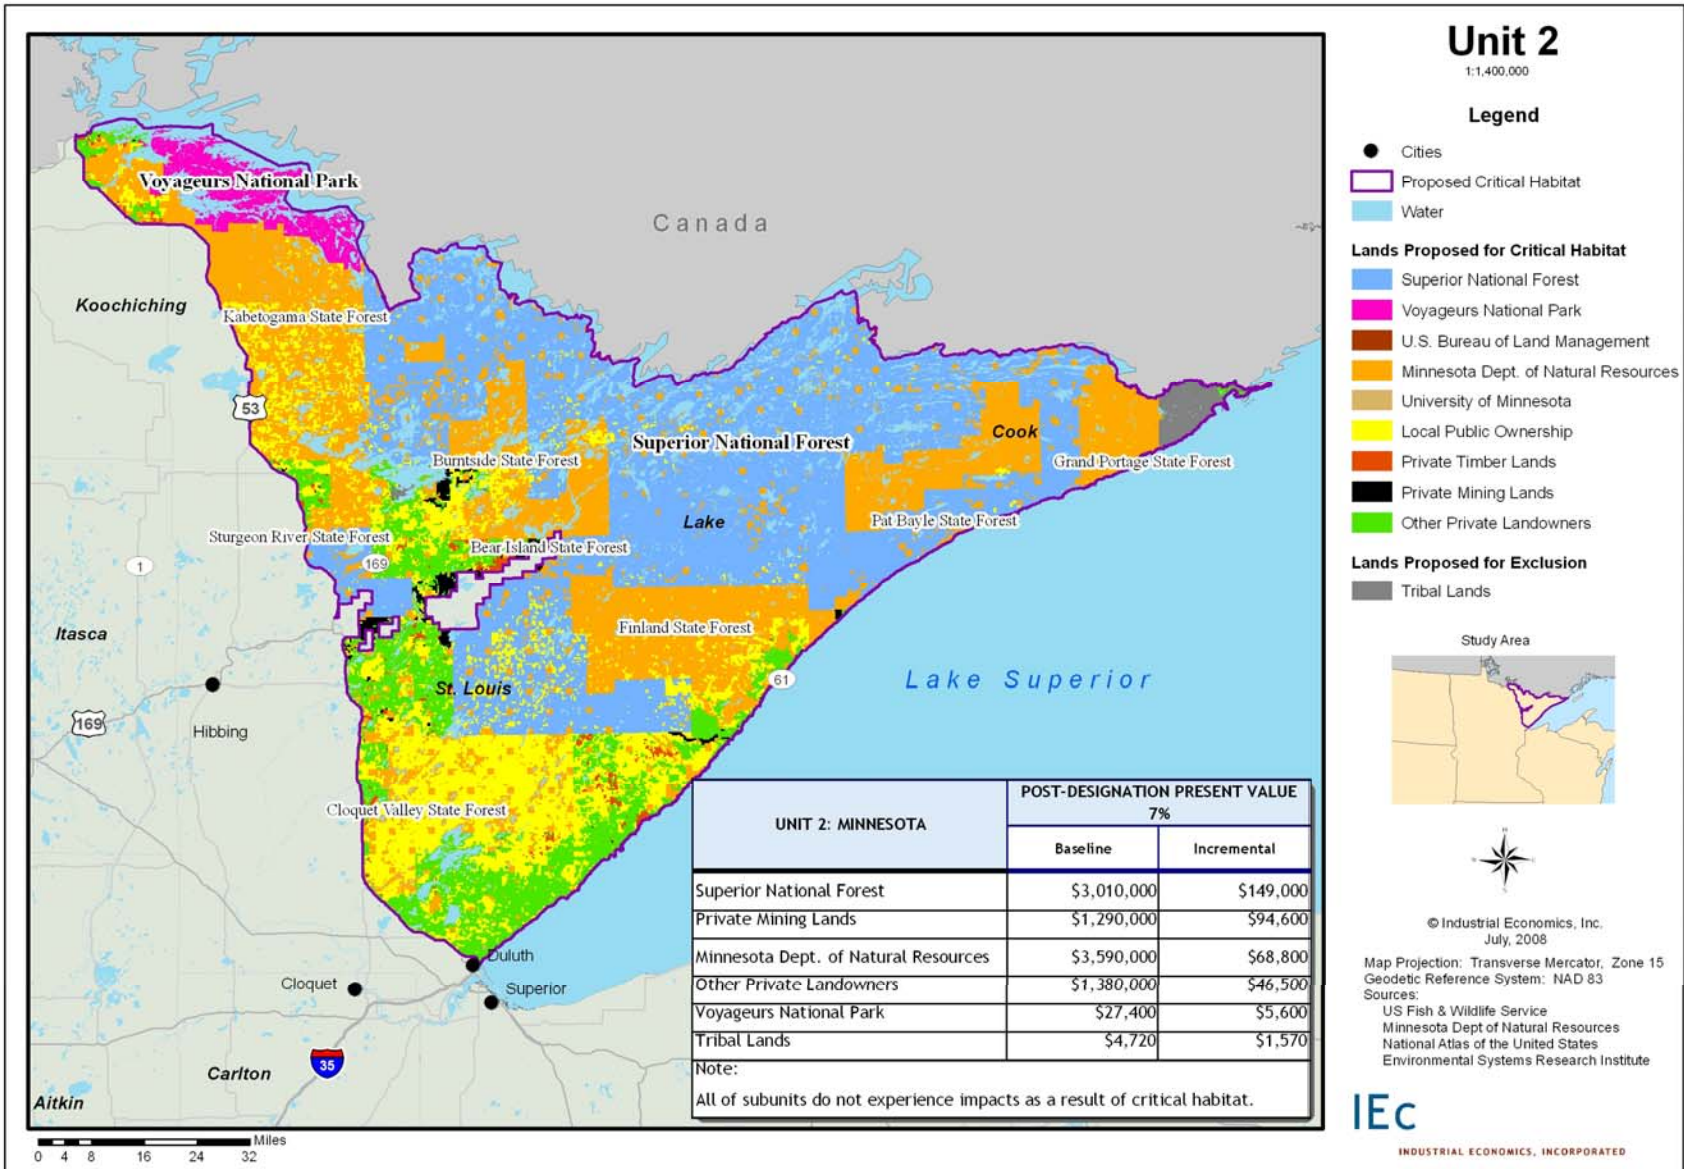 Unit 2
1:1,400,000
Legend
Cities
Proposed Critical Habitat
Water
Lands Proposed for Critical Habitat
Superior National Forest
Voyageurs National Park
U.S. Bureau of Land Management
Minnesota Dept. of Natural Resources
University of Minnesota
Local Public Ownership
Private Timber Lands
Private Mining Lands
Other Private Landowners
Lands Proposed for Exclusion
Tribal Lands
Study Area
© Industrial Economics, Inc.
July, 2008
Map Projection: Transverse Mercator, Zone 15
Geodetic Reference System: NAD 83
Sources:
US Fish & Wildlife Service
Minnesota Dept of Natural Resources
National Atlas of the United States
Environmental Systems Research Institute
IEc
INDUSTRIAL ECONOMICS, INCORPORATED
Voyageurs National Park
Canada
Koochiching
Kabetogama State Forest
53
Superior National Forest
Cook
Burntside State Forest
Grand Portage State Forest
Lake
Pat Bayle State Forest
Sturgeon River State Forest
Bear Island State Forest
169
1
Itasca
Finland State Forest
St. Louis
61
Lake Superior
169
Hibbing
Cloquet Valley State Forest
Duluth
Cloquet
Superior
35
Carlton
Aitkin
UNIT 2: MINNESOTA
POST-DESIGNATION PRESENT VALUE
7%
Baseline Incremental
Superior National Forest $3,010,000 $149,000
Private Mining Lands $1,290,000 $94,600
Minnesota Dept. of Natural Resources $3,590,000 $68,800
Other Private Landowners $1,380,000 $46,500
Voyageurs National Park $27,400 $5,600
Tribal Lands $4,720 $1,570
Note:
All of subunits do not experience impacts as a result of critical habitat.
Miles
0 4 8 16 24 32